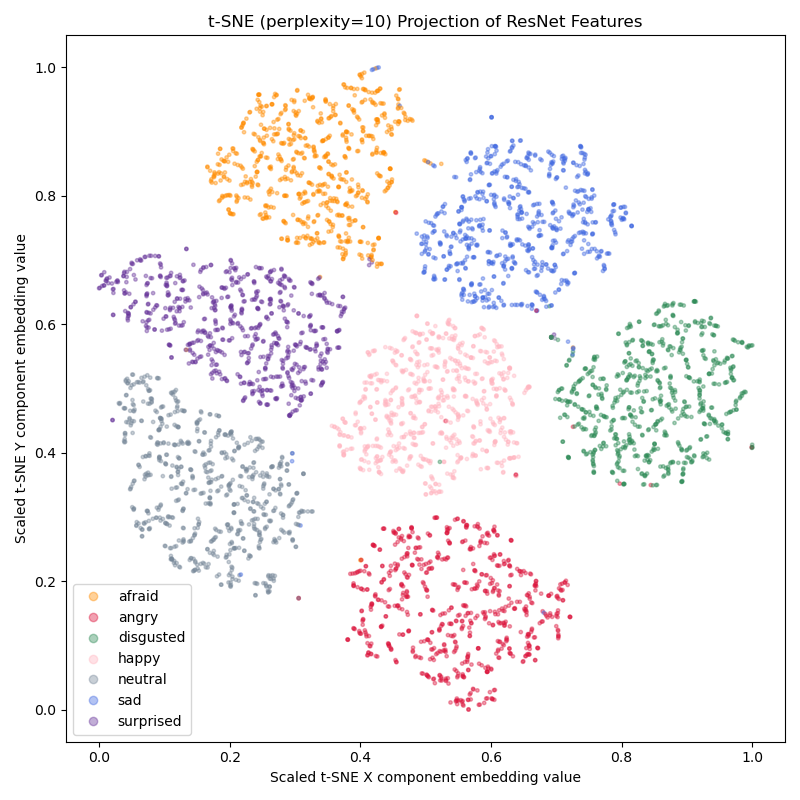 t-SNE (perplexity=10) Projection of ResNet Features
Scaled t-SNE Y component embedding value
1.0
0.8
0.6
0.4
0.2
0.0
afraid
angry
disgusted
happy
neutral
sad
surprised
0.0 0.2 0.4 0.6 0.8 1.0
Scaled t-SNE X component embedding value